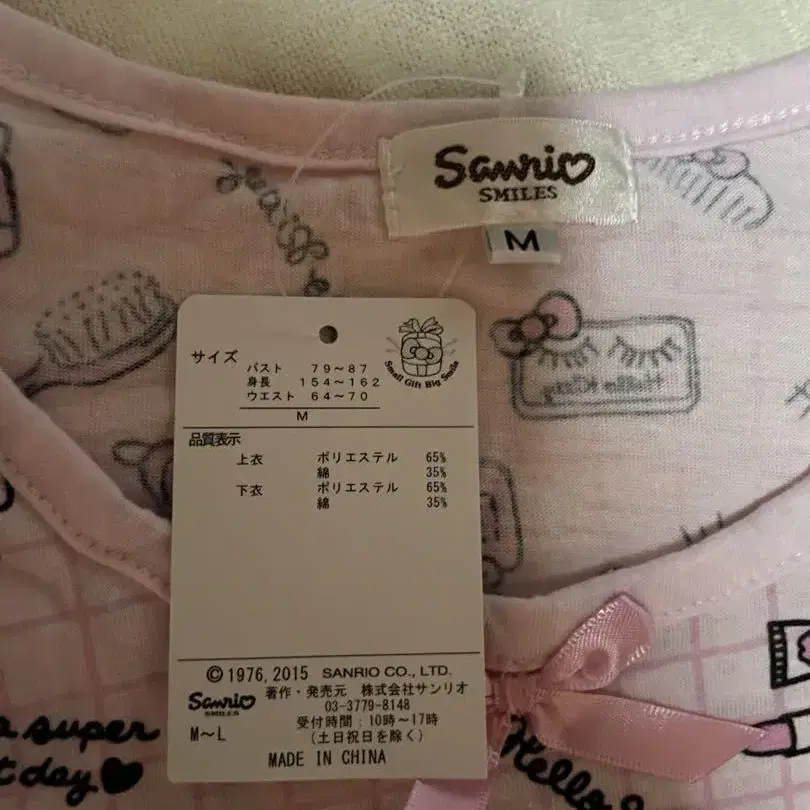 Sanrio
SMILES
M
Hello Kitty
サイズ
バスト 79～87
身長 154～162
ウエスト 64～70
M
Small Gift Big Smile
品質表示
上衣 ポリエステル 65%
綿 35%
下衣 ポリエステル 65%
綿 35%
© 1976, 2015 SANRIO CO., LTD.
Sanrio SMILES
著作・発売元 株式会社サンリオ
03-3779-8148
M～L
受付時間：10時～17時
（土日祝日を除く）
MADE IN CHINA
a super
day
Hello